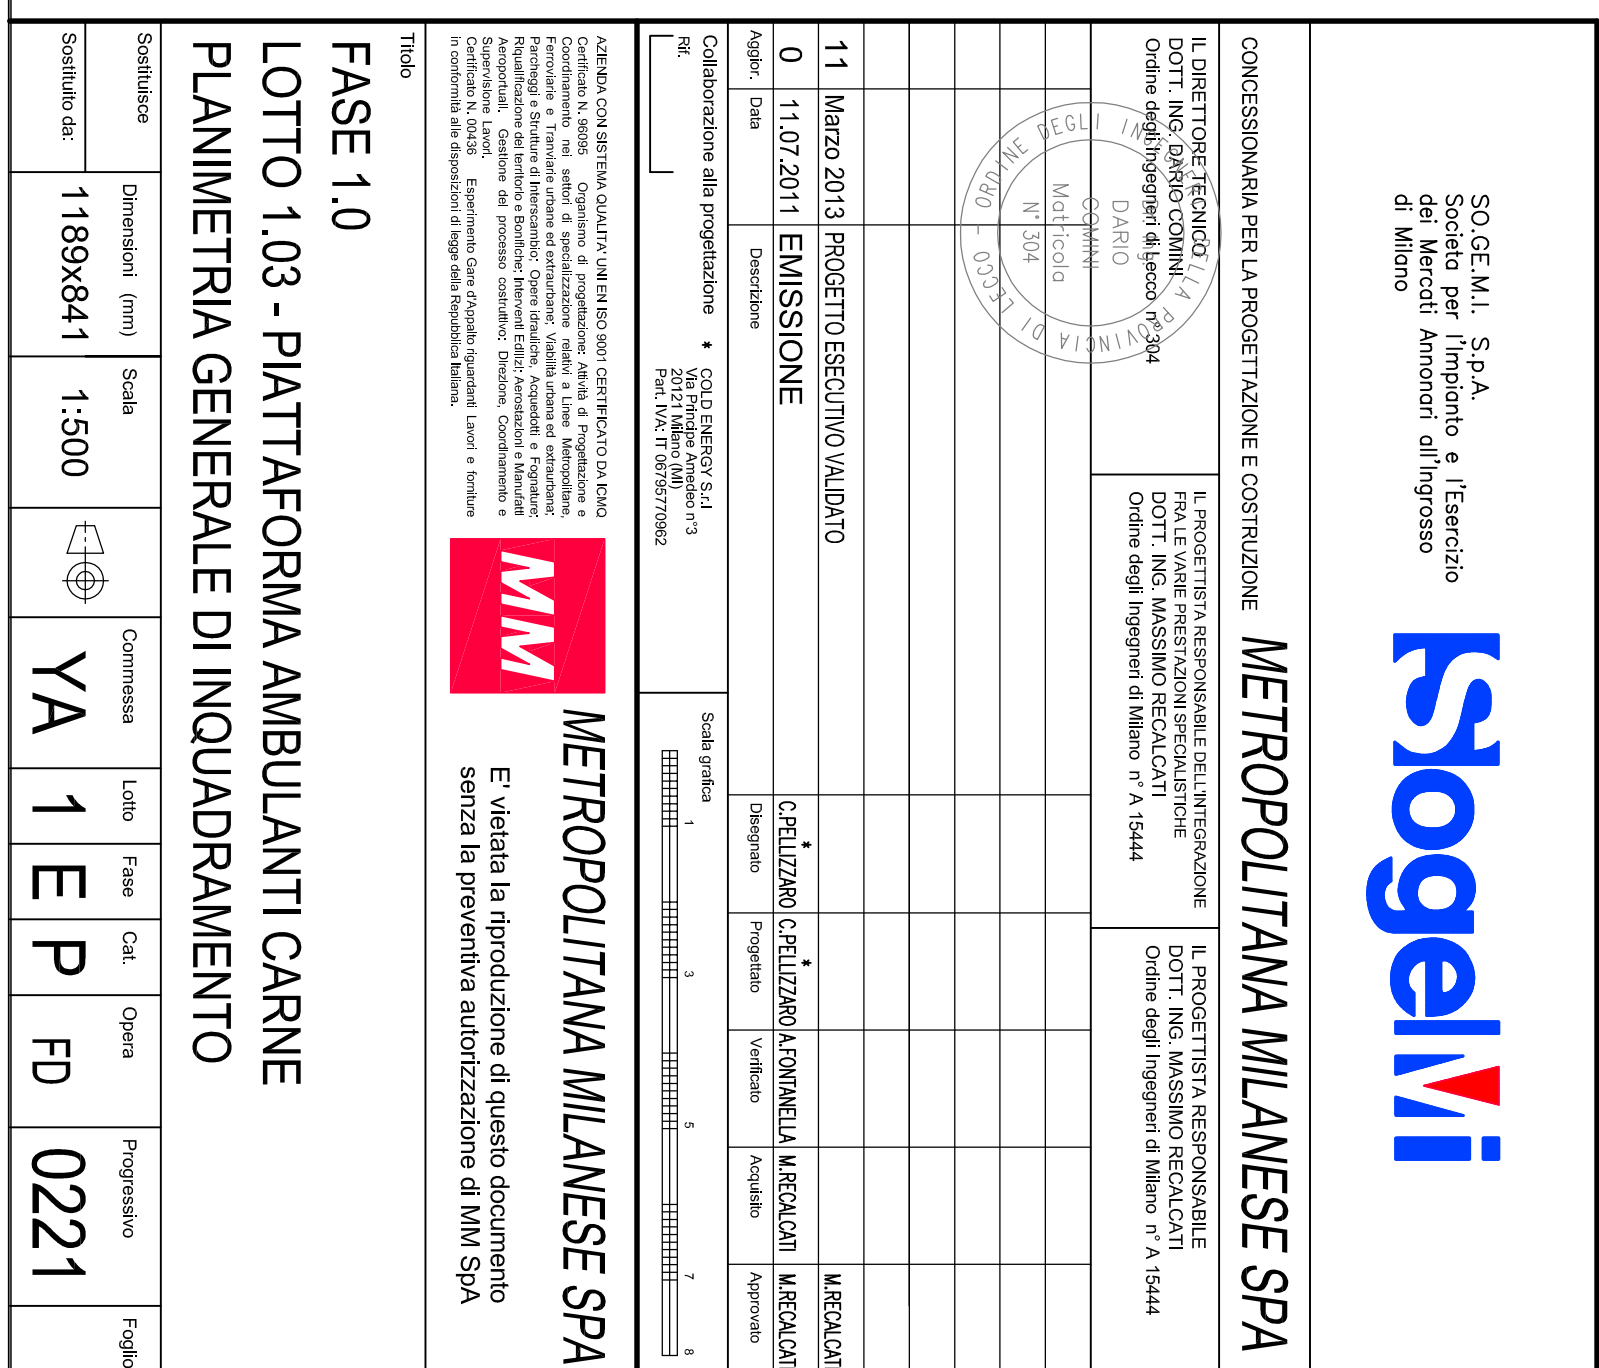 SO.GE.M.I.  S.p.A.
Societa per l'Impianto e l'Esercizio
dei Mercati Annonari all'Ingrosso
di Milano
SogeMi
CONCESSIONARIA PER LA PROGETTAZIONE E COSTRUZIONE
METROPOLITANA MILANESE SPA
IL DIRETTORE TECNICO
DOTT. ING. DARIO COMINI
Ordine degli Ingegneri di Lecco n° 304
ORDINE DEGLI INGEGNERI DELLA PROVINCIA DI LECCO -
DARIO
COMINI
Matricola
N° 304
IL PROGETTISTA RESPONSABILE DELL'INTEGRAZIONE
FRA LE VARIE PRESTAZIONI SPECIALISTICHE
DOTT. ING. MASSIMO RECALCATI
Ordine degli Ingegneri di Milano n° A 15444
IL PROGETTISTA RESPONSABILE
DOTT. ING. MASSIMO RECALCATI
Ordine degli Ingegneri di Milano n° A 15444
11 Marzo 2013 PROGETTO ESECUTIVO VALIDATO M.RECALCATI
0 11.07.2011 EMISSIONE C.PELLIZZARO * C.PELLIZZARO * A.FONTANELLA M.RECALCATI M.RECALCATI
Aggior. Data Descrizione Disegnato Progettato Verificato Acquisito Approvato
Collaborazione alla progettazione *
COLD ENERGY S.r.l
Via Principe Amedeo n°3
20121 Milano (MI)
Part. IVA: IT 06795770962
Rif.
Scala grafica
1 3 5 7 8
AZIENDA CON SISTEMA QUALITA' UNI EN ISO 9001 CERTIFICATO DA ICMQ
Certificato N. 96095 Organismo di progettazione: Attività di Progettazione e
Coordinamento nei settori di specializzazione relativi a Linee Metropolitane,
Ferroviarie e Tranviarie urbane ed extraurbane; Viabilità urbana ed extraurbana;
Parcheggi e Strutture di Interscambio; Opere idrauliche, Acquedotti e Fognature;
Riqualificazione del territorio e Bonifiche; Interventi Edilizi; Aerostazioni e Manufatti
Aeroportuali. Gestione del processo costruttivo: Direzione, Coordinamento e
Supervisione Lavori.
Certificato N. 00436 Esperimento Gare d'Appalto riguardanti Lavori e forniture
in conformità alle disposizioni di legge della Repubblica Italiana.
MM
METROPOLITANA MILANESE SPA
E' vietata la riproduzione di questo documento
senza la preventiva autorizzazione di MM SpA
Titolo
FASE 1.0
LOTTO 1.03 - PIATTAFORMA AMBULANTI CARNE
PLANIMETRIA GENERALE DI INQUADRAMENTO
Sostituisce
Sostituito da:
Dimensioni (mm)
1189x841
Scala
1:500
Commessa
YA
Lotto
1
Fase
E
Cat.
P
Opera
FD
Progressivo
0221
Foglio